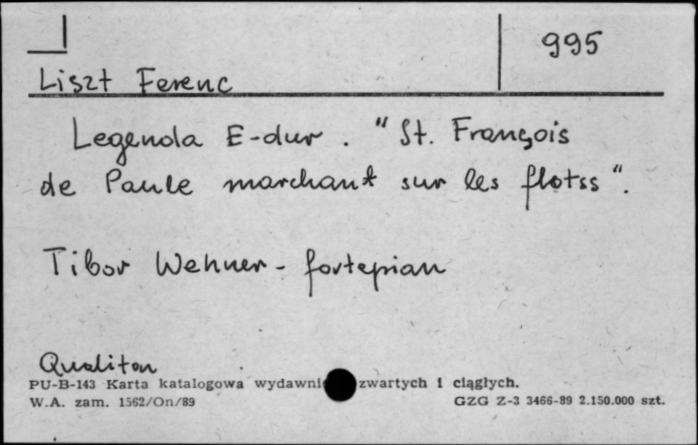 995
Liszt Ferenc
Legenda E-dur. "St. François
de Paule marchant sur les flotss".
Tibor Wehner - fortepian
Qualiton
PU-B-143 Karta katalogowa wydawni zwartych i ciągłych.
W.A. zam. 1562/On/89 GZG Z-3 3466-89 2.150.000 szt.